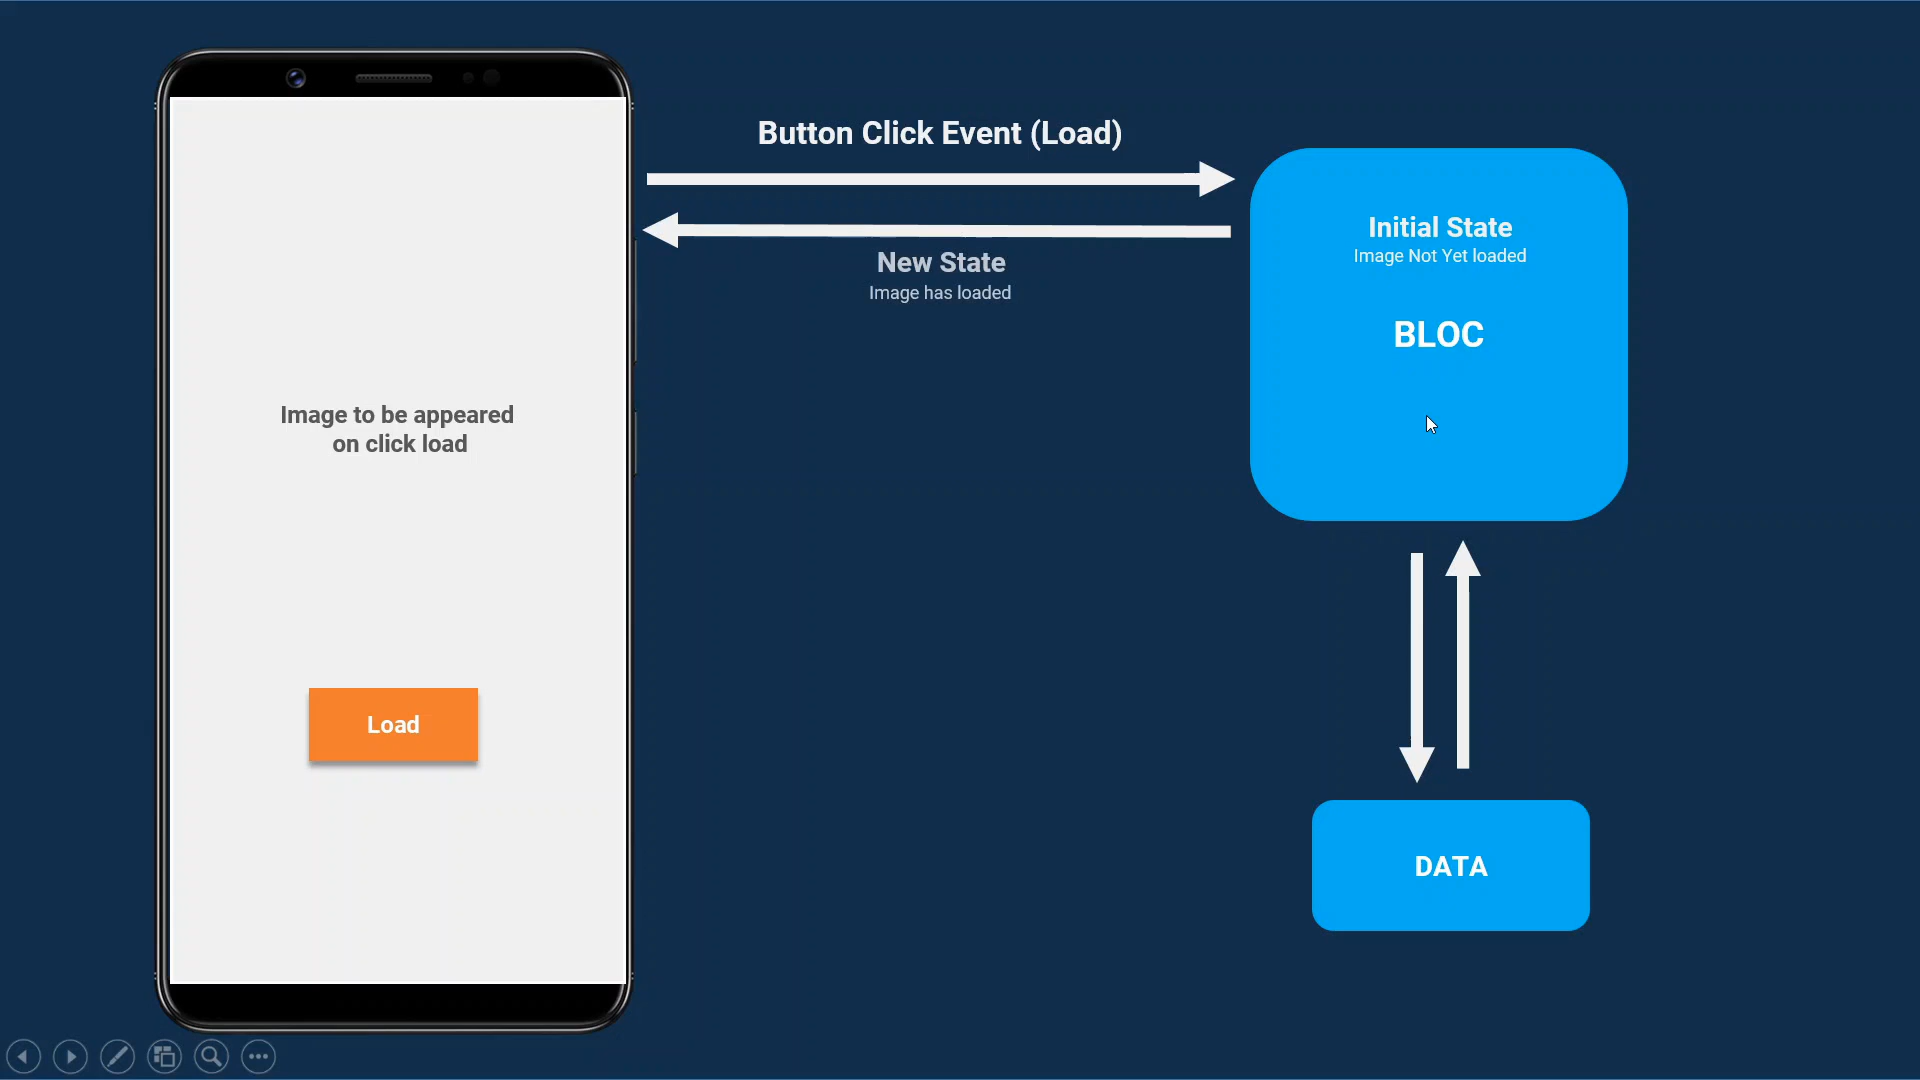 Button Click Event (Load)
New State
Image has loaded
Initial State
Image Not Yet loaded
BLOC
Image to be appeared
on click load
Load
DATA